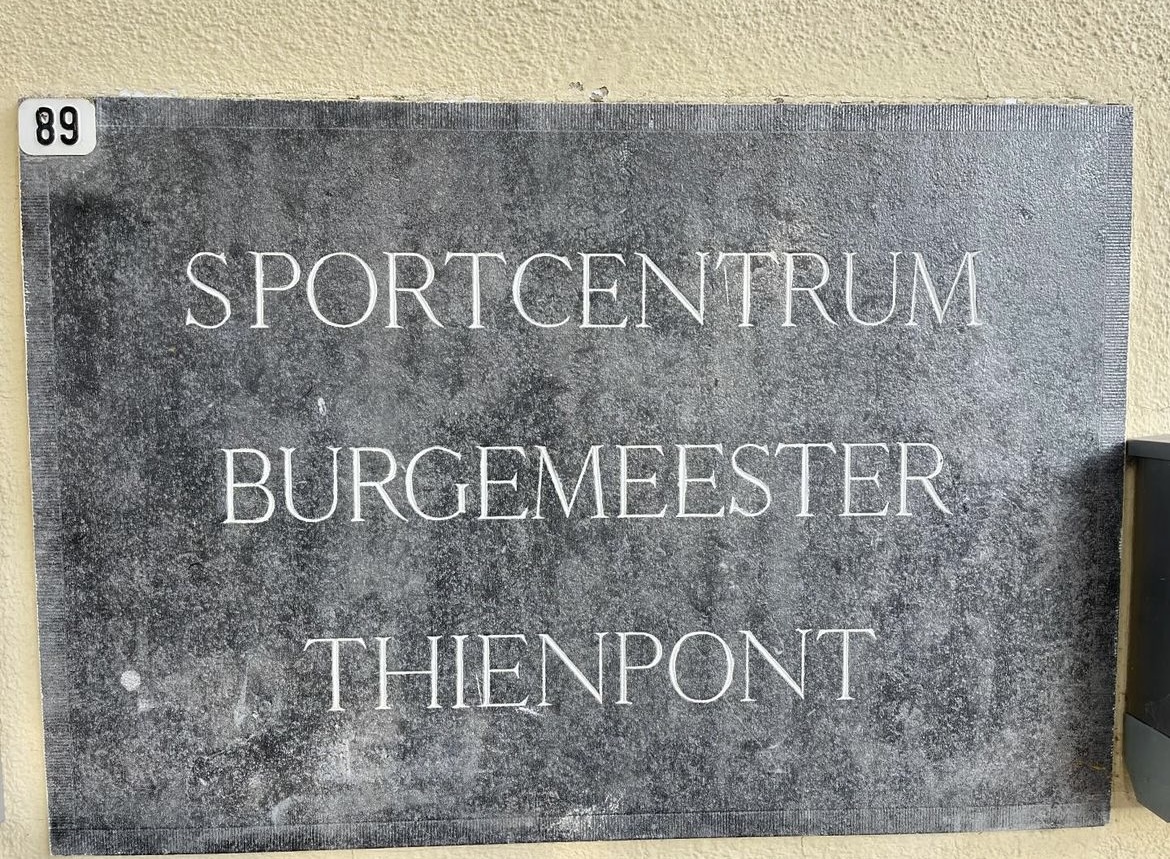 89
SPORTCENTRUM
BURGEMEESTER
THIENPONT